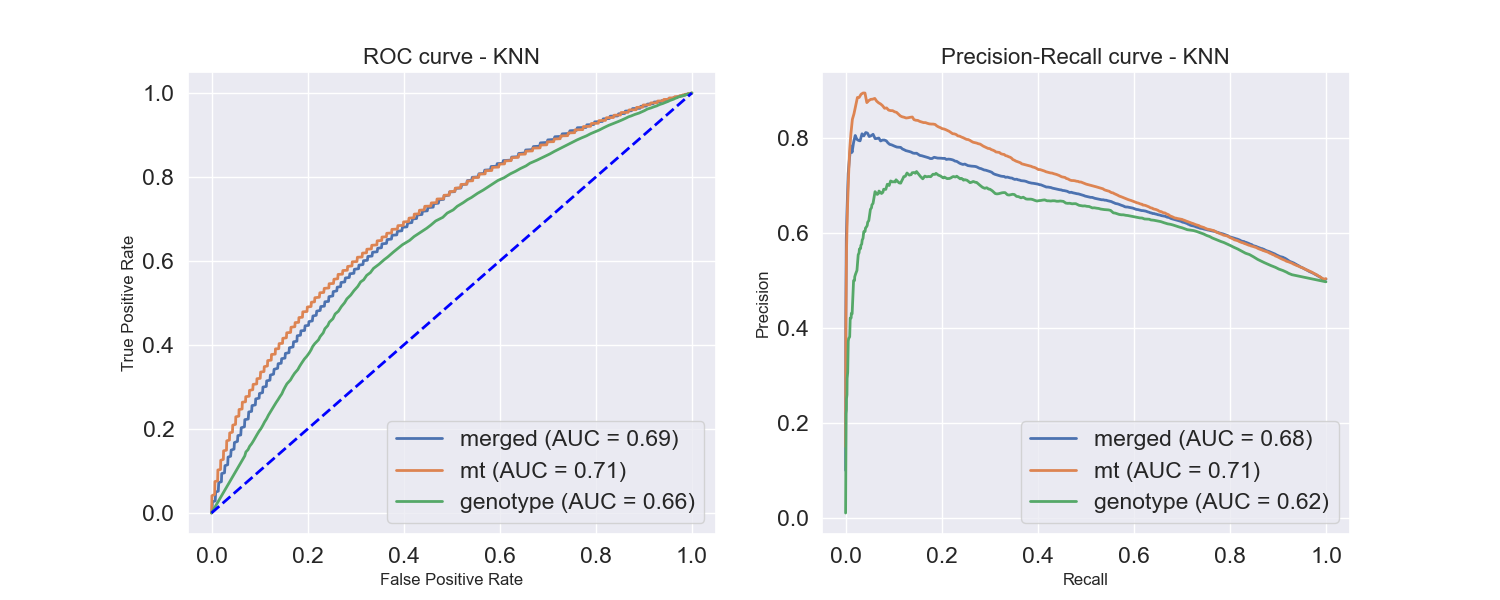 ROC curve - KNN
True Positive Rate
1.0
0.8
0.6
0.4
0.2
0.0
merged (AUC = 0.69)
mt (AUC = 0.71)
genotype (AUC = 0.66)
0.0 0.2 0.4 0.6 0.8 1.0
False Positive Rate
Precision-Recall curve - KNN
Precision
0.8
0.6
0.4
0.2
0.0
merged (AUC = 0.68)
mt (AUC = 0.71)
genotype (AUC = 0.62)
0.0 0.2 0.4 0.6 0.8 1.0
Recall